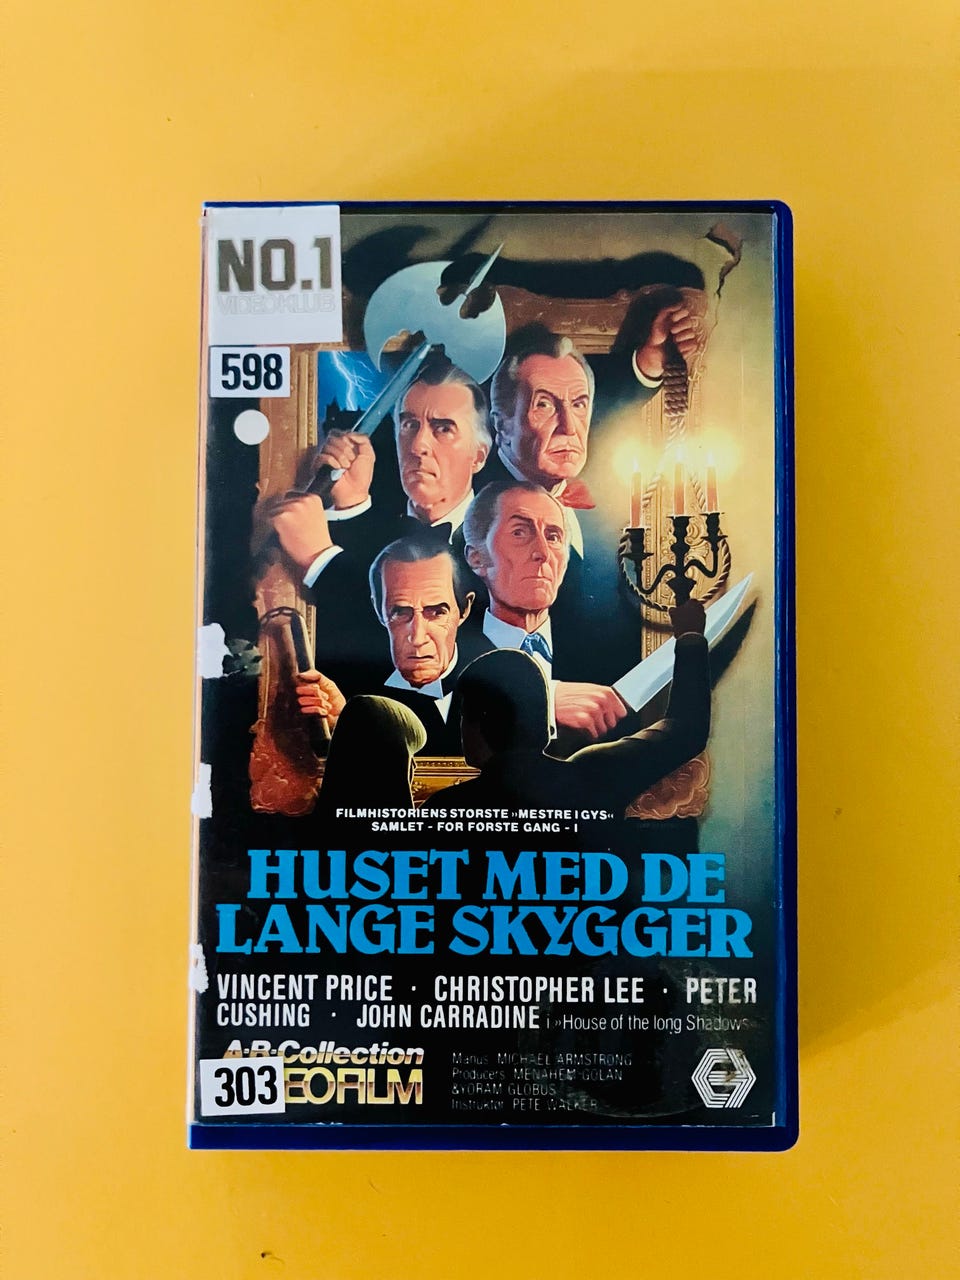 NO.1
VIDEOKLUB
598
FILMHISTORIENS STØRSTE »MESTRE I GYS«
SAMLET - FOR FØRSTE GANG - I
HUSET MED DE
LANGE SKYGGER
VINCENT PRICE · CHRISTOPHER LEE · PETER
CUSHING · JOHN CARRADINE i »House of the long Shadows«
A·B·Collection
303
EOFILM
Manus: MICHAEL ARMSTRONG
Producers: MENAHEM GOLAN
& YORAM GLOBUS
Instruktør: PETE WALKER